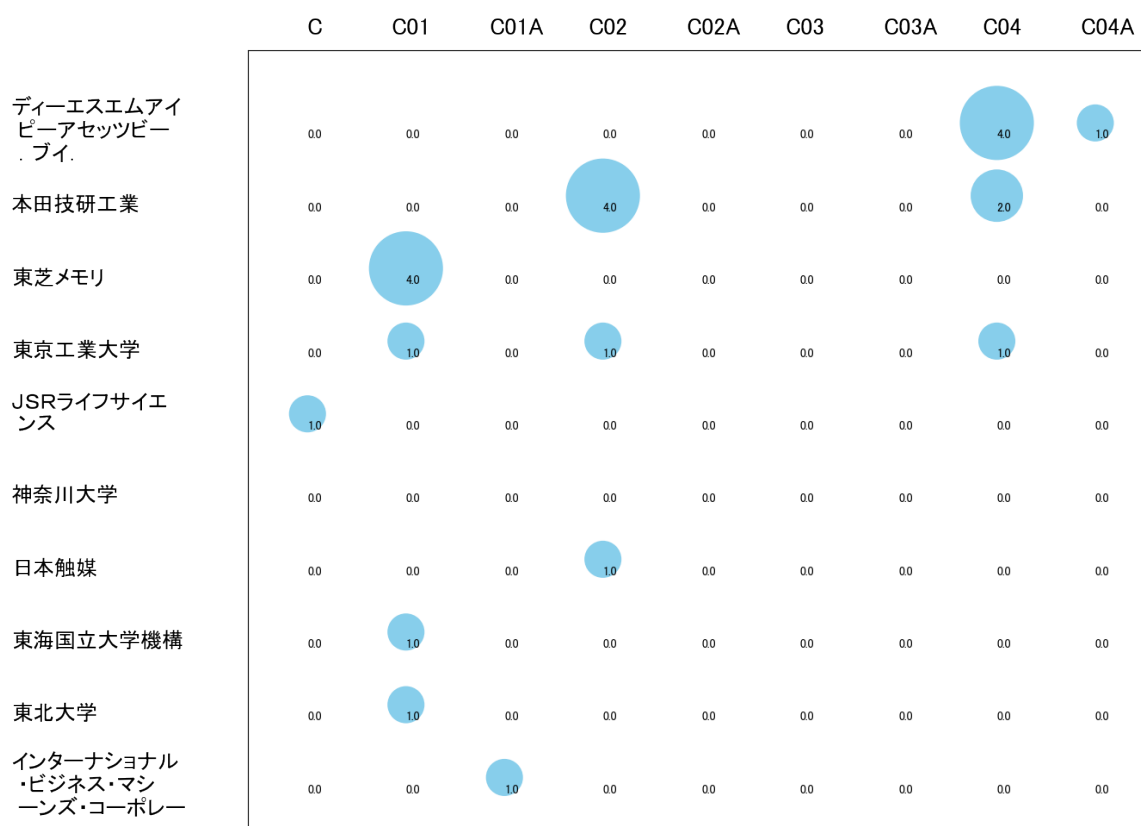 C C01 C01A C02 C02A C03 C03A C04 C04A
ディーエスエムアイ
ピーアセッツビー
. ブイ.
0.0 0.0 0.0 0.0 0.0 0.0 0.0 4.0 1.0
本田技研工業
0.0 0.0 0.0 4.0 0.0 0.0 0.0 2.0 0.0
東芝メモリ
0.0 4.0 0.0 0.0 0.0 0.0 0.0 0.0 0.0
東京工業大学
0.0 1.0 0.0 1.0 0.0 0.0 0.0 1.0 0.0
JSRライフサイエ
ンス
1.0 0.0 0.0 0.0 0.0 0.0 0.0 0.0 0.0
神奈川大学
0.0 0.0 0.0 0.0 0.0 0.0 0.0 0.0 0.0
日本触媒
0.0 0.0 0.0 1.0 0.0 0.0 0.0 0.0 0.0
東海国立大学機構
0.0 1.0 0.0 0.0 0.0 0.0 0.0 0.0 0.0
東北大学
0.0 1.0 0.0 0.0 0.0 0.0 0.0 0.0 0.0
インターナショナル
・ビジネス・マシ
ーンズ・コーポレー
0.0 0.0 1.0 0.0 0.0 0.0 0.0 0.0 0.0